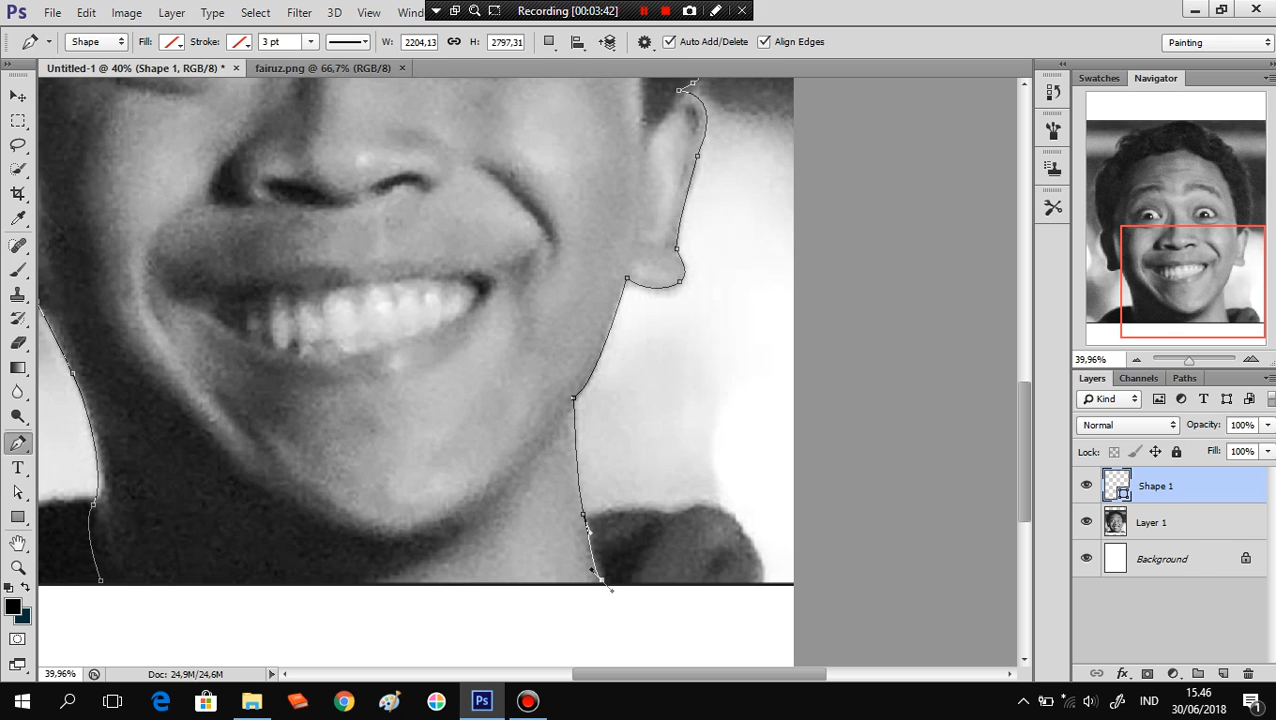 Ps File Edit Image Layer Type Select Filter 3D View Wind
Recording [00:03:42]
Shape Fill: Stroke: 3 pt W: 2204,13 H: 2797,31 Auto Add/Delete Align Edges Painting
Untitled-1 @ 40% (Shape 1, RGB/8) * × fairuz.png @ 66,7% (RGB/8) ×
Swatches Navigator
39,96%
Layers Channels Paths
Kind
Normal Opacity: 100%
Lock: Fill: 100%
Shape 1
Layer 1
Background
39,96% Doc: 24,9M/24,6M
IND 15.46
30/06/2018